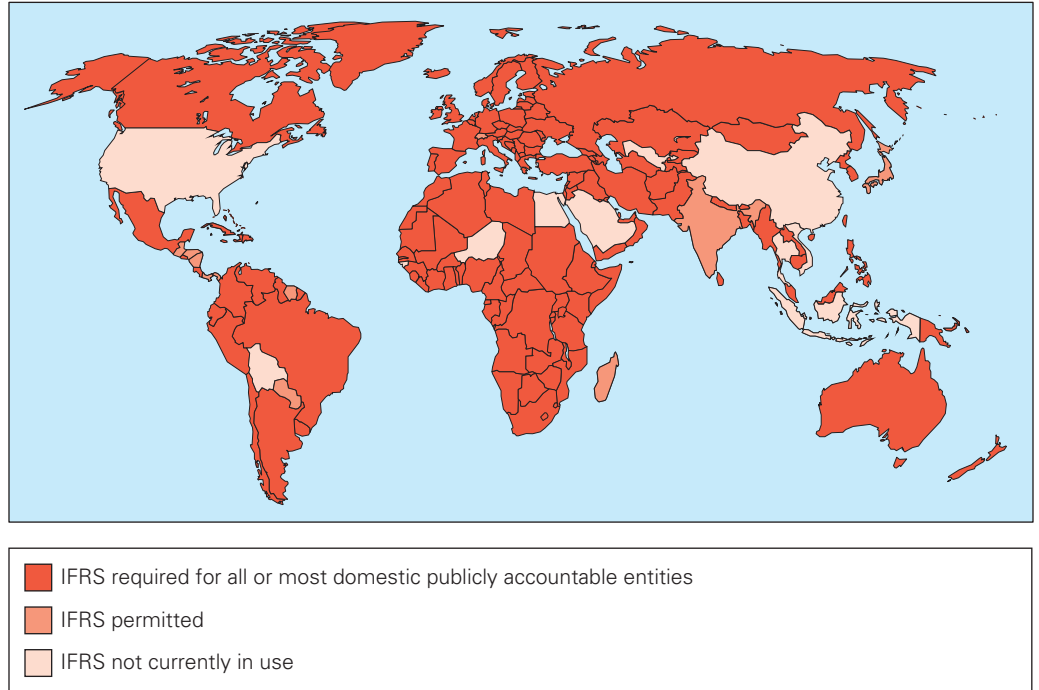 IFRS required for all or most domestic publicly accountable entities
IFRS permitted
IFRS not currently in use